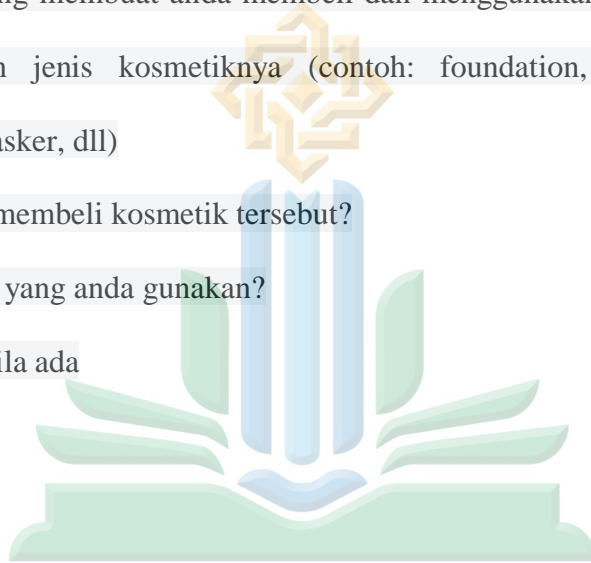 membuat anda membeli dan menggunakan
jenis kosmetiknya (contoh: foundation,
asker, dll)
membeli kosmetik tersebut?
yang anda gunakan?
ila ada